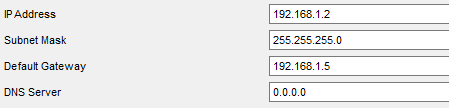 IP Address 192.168.1.2
Subnet Mask 255.255.255.0
Default Gateway 192.168.1.5
DNS Server 0.0.0.0